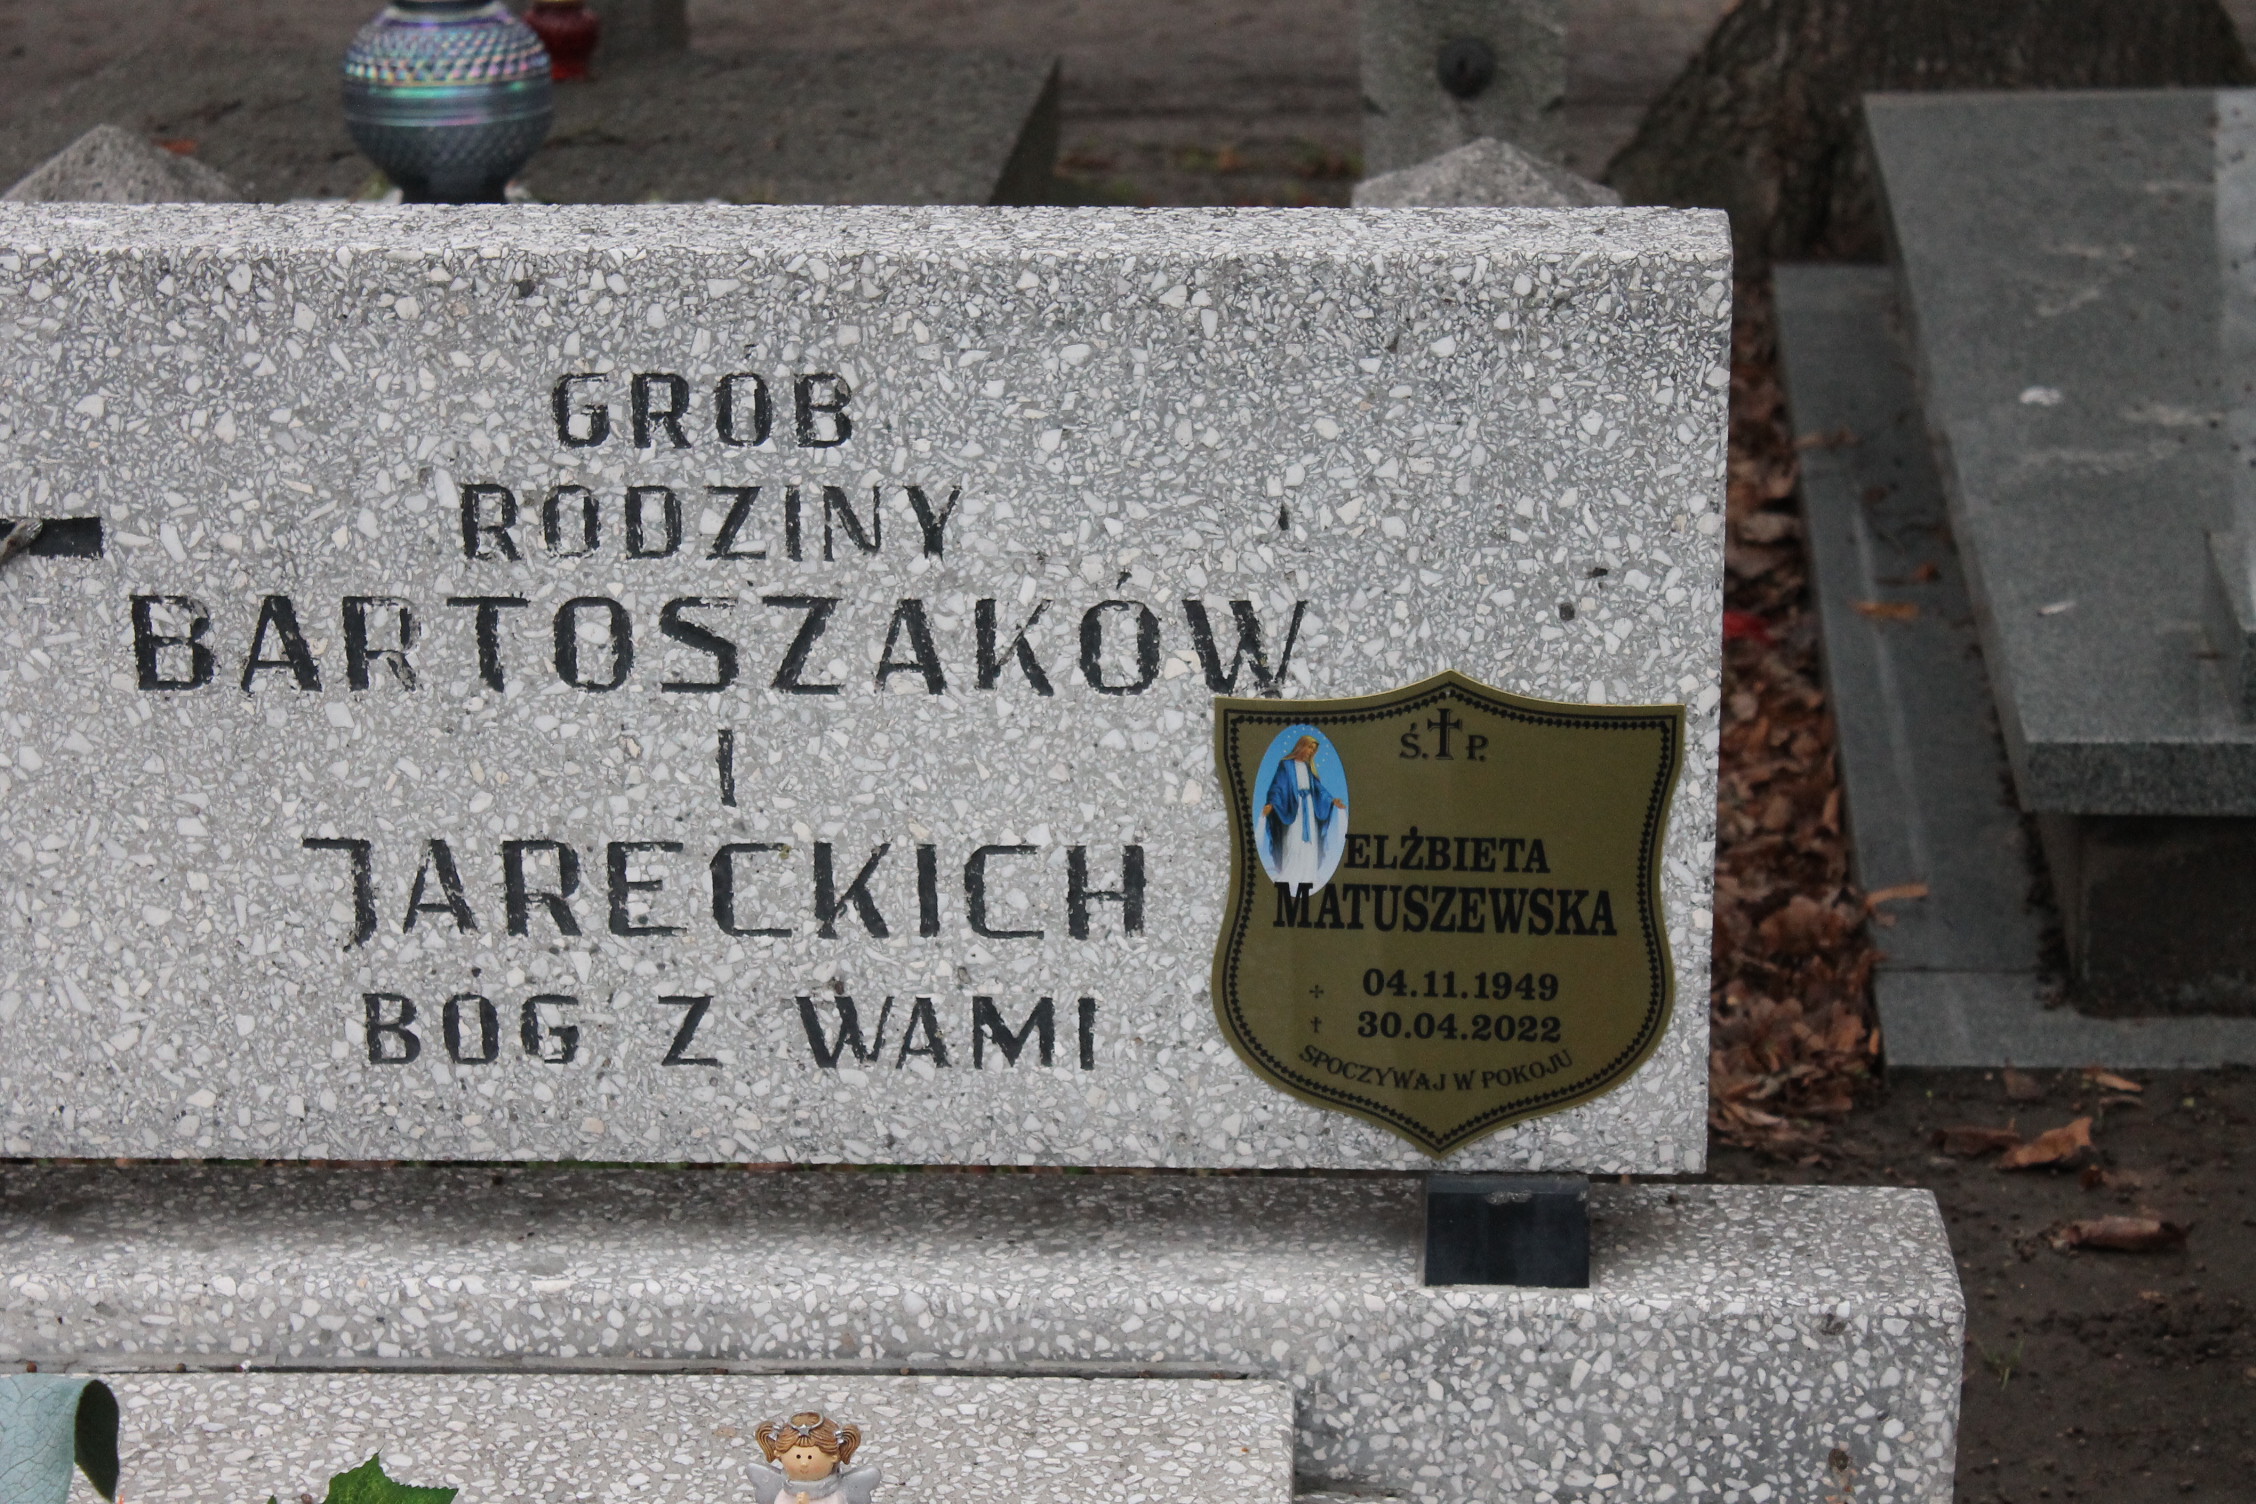 GRÓB
RODZINY
BARTOSZAKÓW
I
JARECKICH
BÓG Z WAMI
Ś. † P.
ELŻBIETA
MATUSZEWSKA
✢ 04.11.1949
† 30.04.2022
SPOCZYWAJ W POKOJU